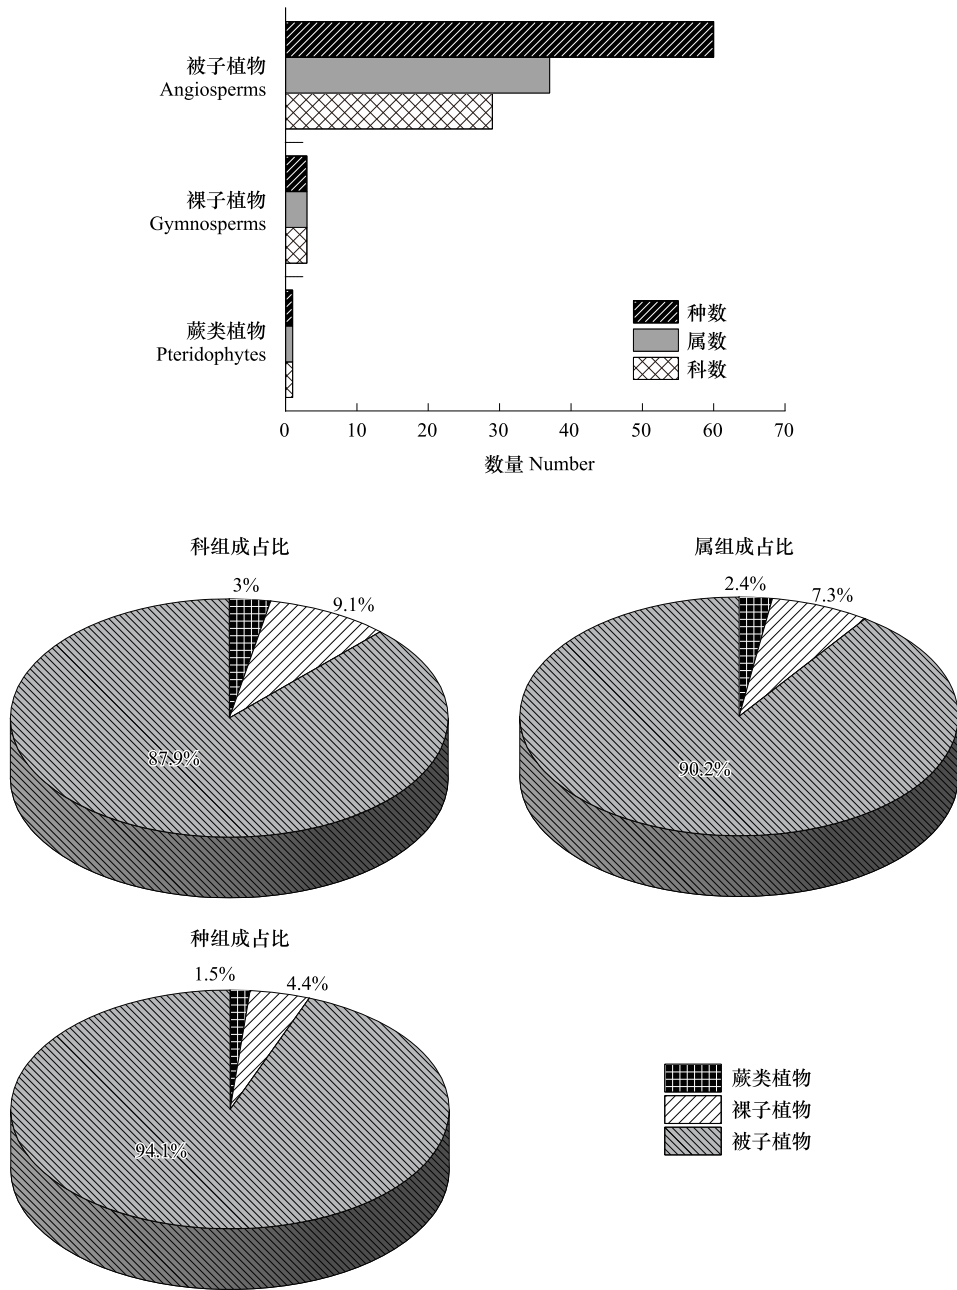 被子植物
Angiosperms
裸子植物
Gymnosperms
蕨类植物
Pteridophytes
种数
属数
科数
0 10 20 30 40 50 60 70
数量 Number
科组成占比
3%
9.1%
87.9%
属组成占比
2.4%
7.3%
90.2%
种组成占比
1.5%
4.4%
94.1%
蕨类植物
裸子植物
被子植物